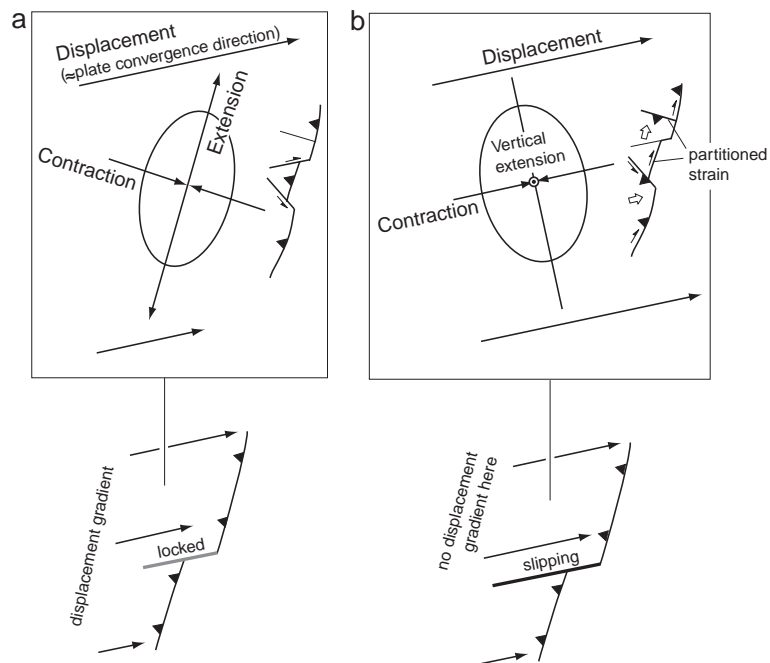 a
Displacement
(≈plate convergence direction)
Extension
Contraction
displacement gradient
locked
b
Displacement
Vertical
extension
Contraction
partitioned
strain
no displacement
gradient here
slipping